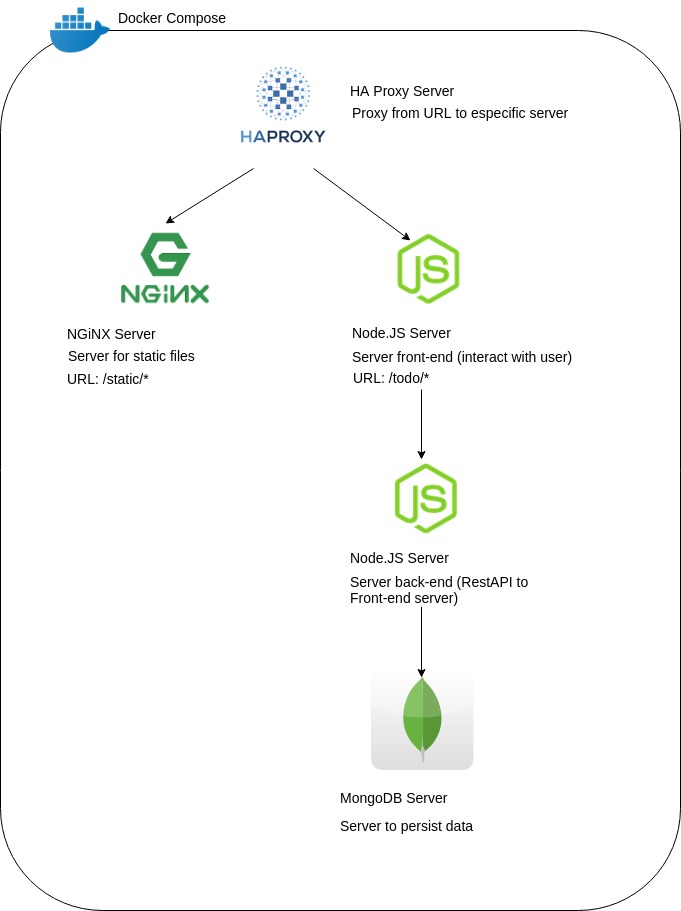 Docker Compose
HAPROXY
HA Proxy Server
Proxy from URL to especific server
NGiNX
JS
NGiNX Server
Server for static files
URL: /static/*
Node.JS Server
Server front-end (interact with user)
URL: /todo/*
JS
Node.JS Server
Server back-end (RestAPI to
Front-end server)
MongoDB Server
Server to persist data